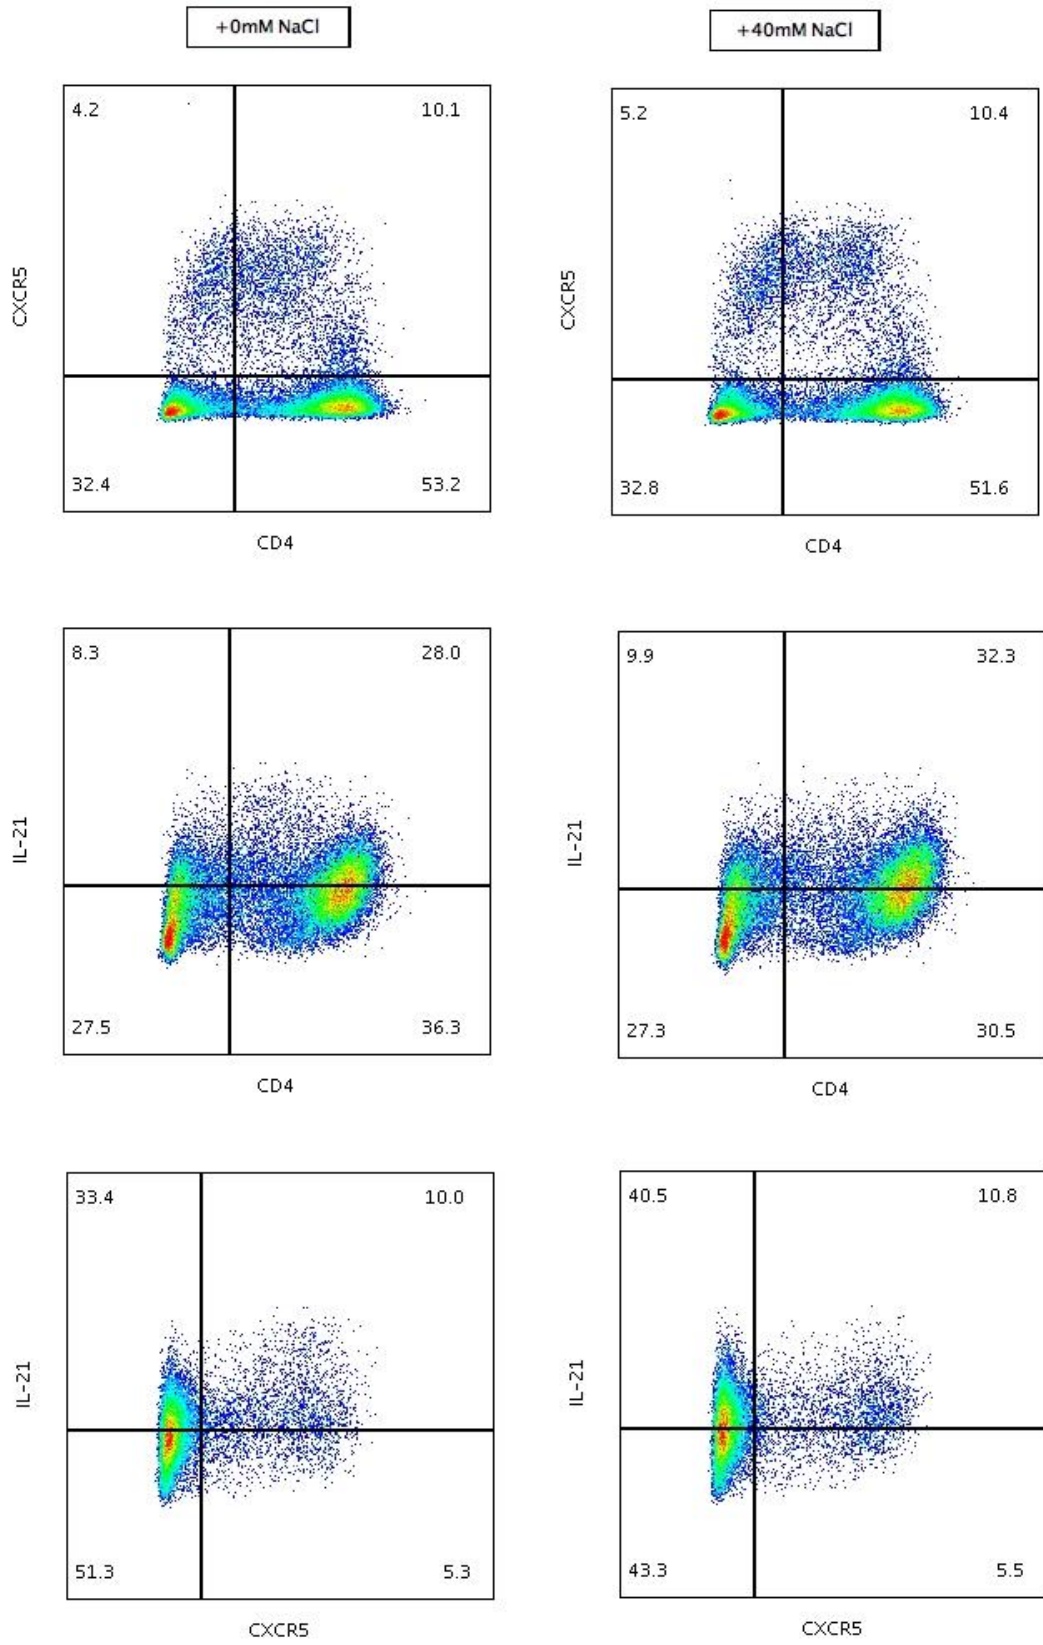 +0mM NaCl +40mM NaCl
4.2 10.1 5.2 10.4
CXCR5 CXCR5
32.4 53.2 32.8 51.6
CD4 CD4
8.3 28.0 9.9 32.3
IL-21 IL-21
27.5 36.3 27.3 30.5
CD4 CD4
33.4 10.0 40.5 10.8
IL-21 IL-21
51.3 5.3 43.3 5.5
CXCR5 CXCR5